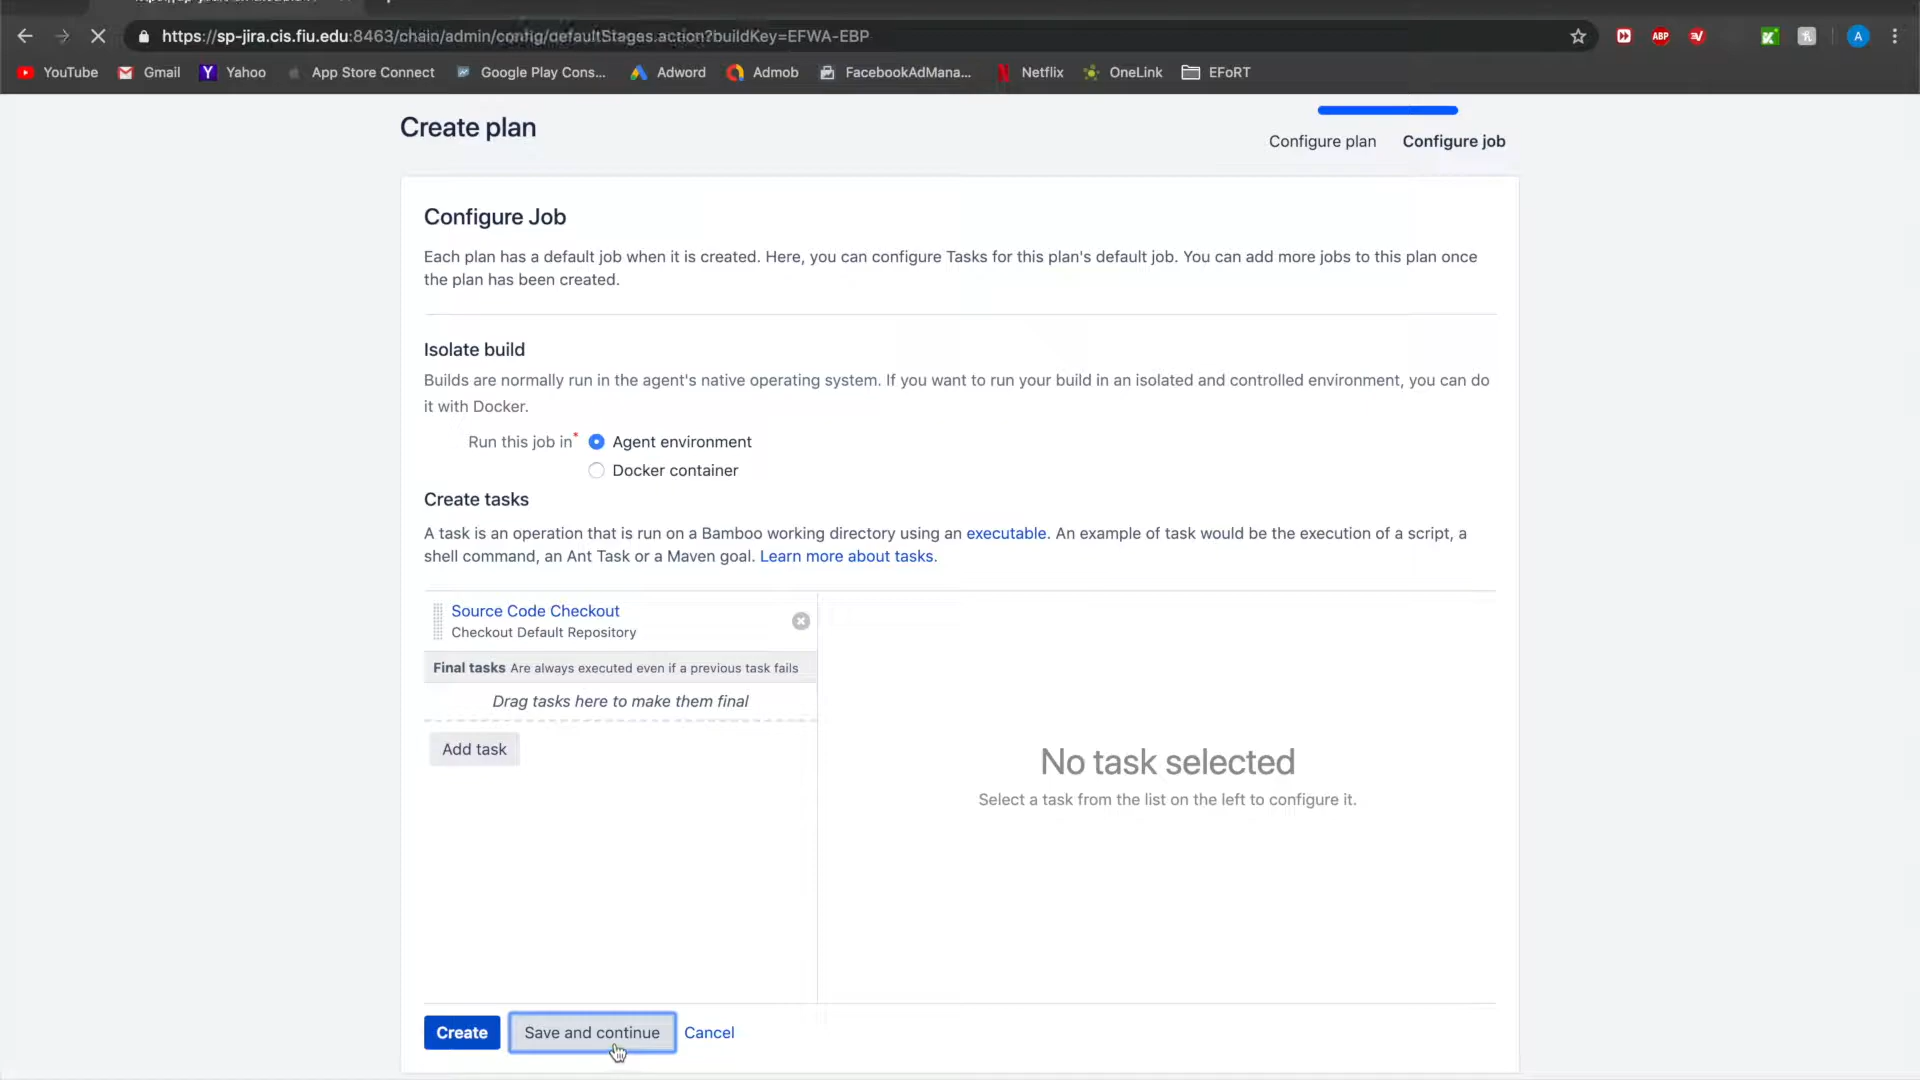 https://sp-jira.cis.fiu.edu:8463/chain/admin/config/defaultStages.action?buildKey=EFWA-EBP
ABP
A
YouTube
Gmail
Yahoo
App Store Connect
Google Play Cons...
Adword
Admob
FacebookAdMana...
Netflix
OneLink
EFoRT
Create plan
Configure plan
Configure job
Configure Job
Each plan has a default job when it is created. Here, you can configure Tasks for this plan's default job. You can add more jobs to this plan once
the plan has been created.
Isolate build
Builds are normally run in the agent's native operating system. If you want to run your build in an isolated and controlled environment, you can do
it with Docker.
Run this job in*
Agent environment
Docker container
Create tasks
A task is an operation that is run on a Bamboo working directory using an executable. An example of task would be the execution of a script, a
shell command, an Ant Task or a Maven goal. Learn more about tasks.
Source Code Checkout
Checkout Default Repository
Final tasks Are always executed even if a previous task fails
Drag tasks here to make them final
Add task
No task selected
Select a task from the list on the left to configure it.
Create
Save and continue
Cancel